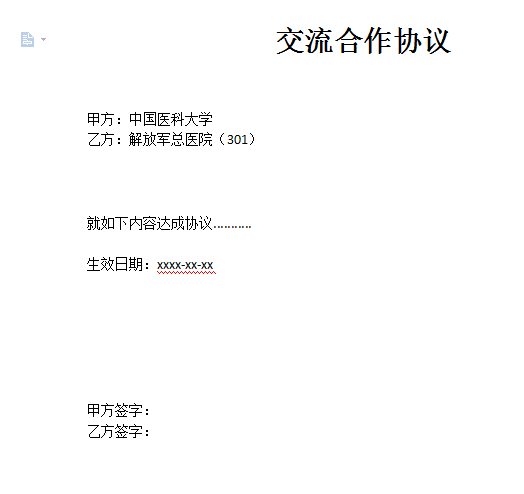 交流合作协议
甲方：中国医科大学
乙方：解放军总医院（301）
就如下内容达成协议...........
生效日期：xxxx-xx-xx
甲方签字：
乙方签字：